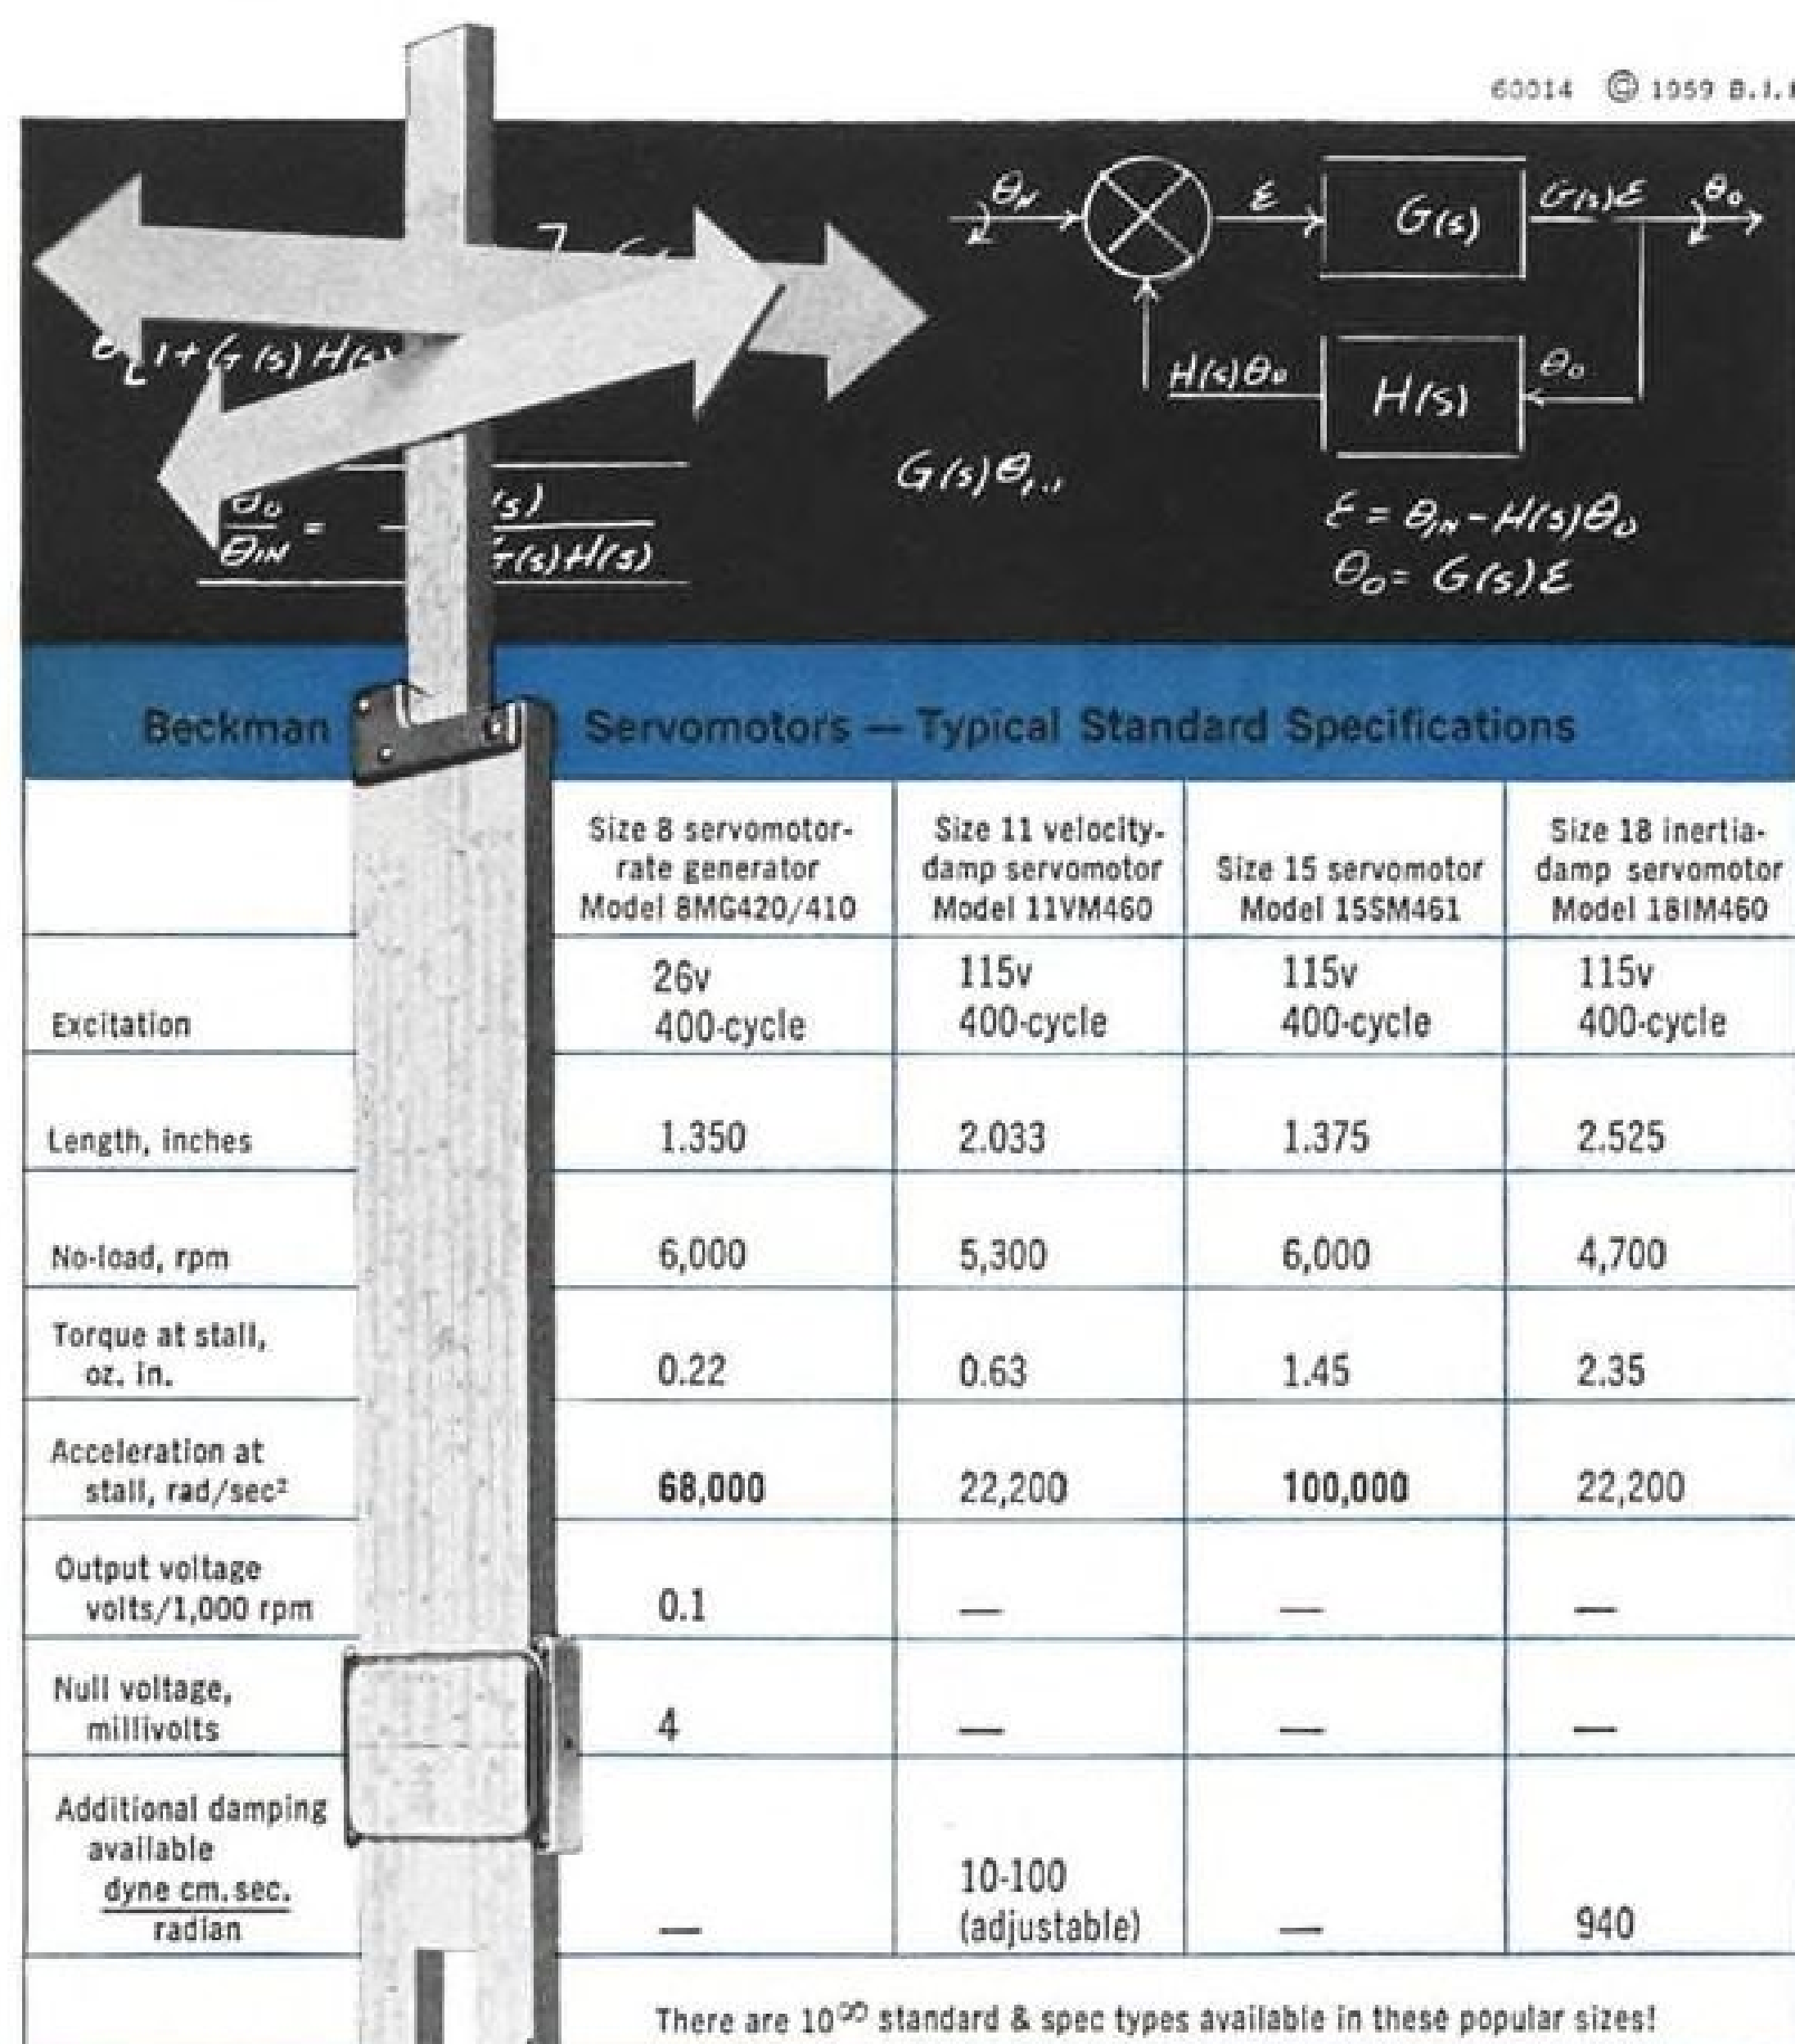 60014 © 1959 B.I.
θIN ε G(s) G(s)ε θo
H(s)θo H(s) θo
1+G(s)H(s)
G(s)θ
θo/θIN = (s)/G(s)H(s)
ε = θIN - H(s)θo
θo = G(s)ε
Beckman Servomotors — Typical Standard Specifications
Size 8 servomotor-
rate generator
Model 8MG420/410
Size 11 velocity-
damp servomotor
Model 11VM460
Size 15 servomotor
Model 15SM461
Size 18 inertia-
damp servomotor
Model 18IM460
Excitation
26v
400-cycle
115v
400-cycle
115v
400-cycle
115v
400-cycle
Length, inches 1.350 2.033 1.375 2.525
No-load, rpm 6,000 5,300 6,000 4,700
Torque at stall,
oz. in. 0.22 0.63 1.45 2.35
Acceleration at
stall, rad/sec² 68,000 22,200 100,000 22,200
Output voltage
volts/1,000 rpm 0.1 — — —
Null voltage,
millivolts 4 — — —
Additional damping
available
dyne cm. sec.
radian
—
10-100
(adjustable)
—
940
There are 10^∞ standard & spec types available in these popular sizes!